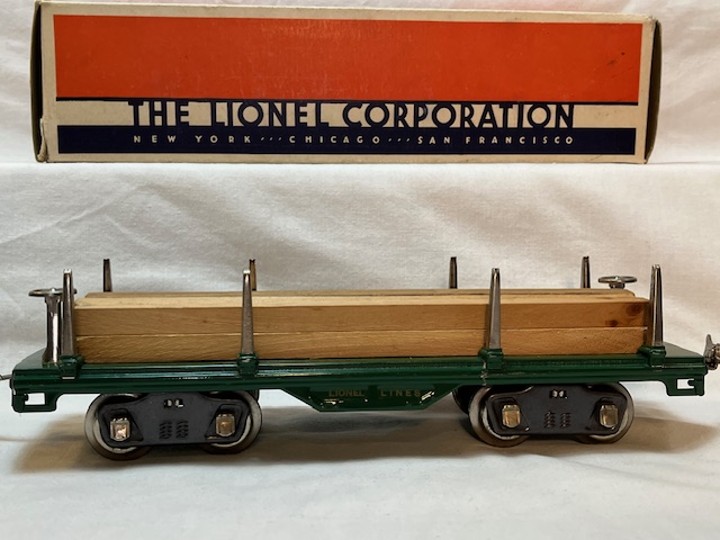 THE LIONEL CORPORATION
NEW YORK ··· CHICAGO ··· SAN FRANCISCO
LIONEL LINES